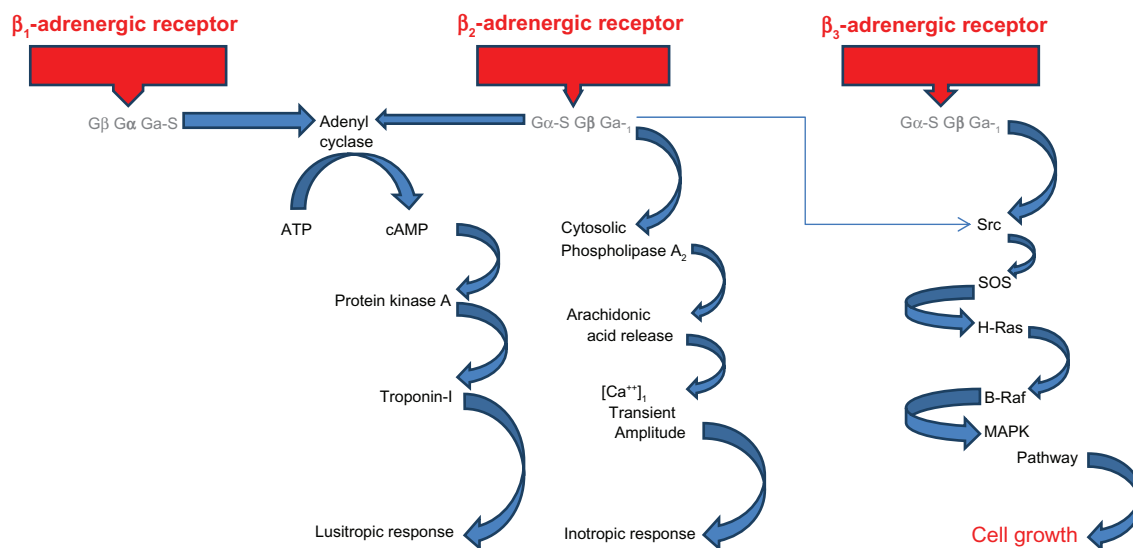 β₁-adrenergic receptor
Gβ Gα Ga-S
Adenyl
cyclase
ATP
cAMP
Protein kinase A
Troponin-I
Lusitropic response
β₂-adrenergic receptor
Gα-S Gβ Ga-₁
Cytosolic
Phospholipase A₂
Arachidonic
acid release
[Ca⁺⁺]₁
Transient
Amplitude
Inotropic response
β₃-adrenergic receptor
Gα-S Gβ Ga-₁
Src
SOS
H-Ras
B-Raf
MAPK
Pathway
Cell growth